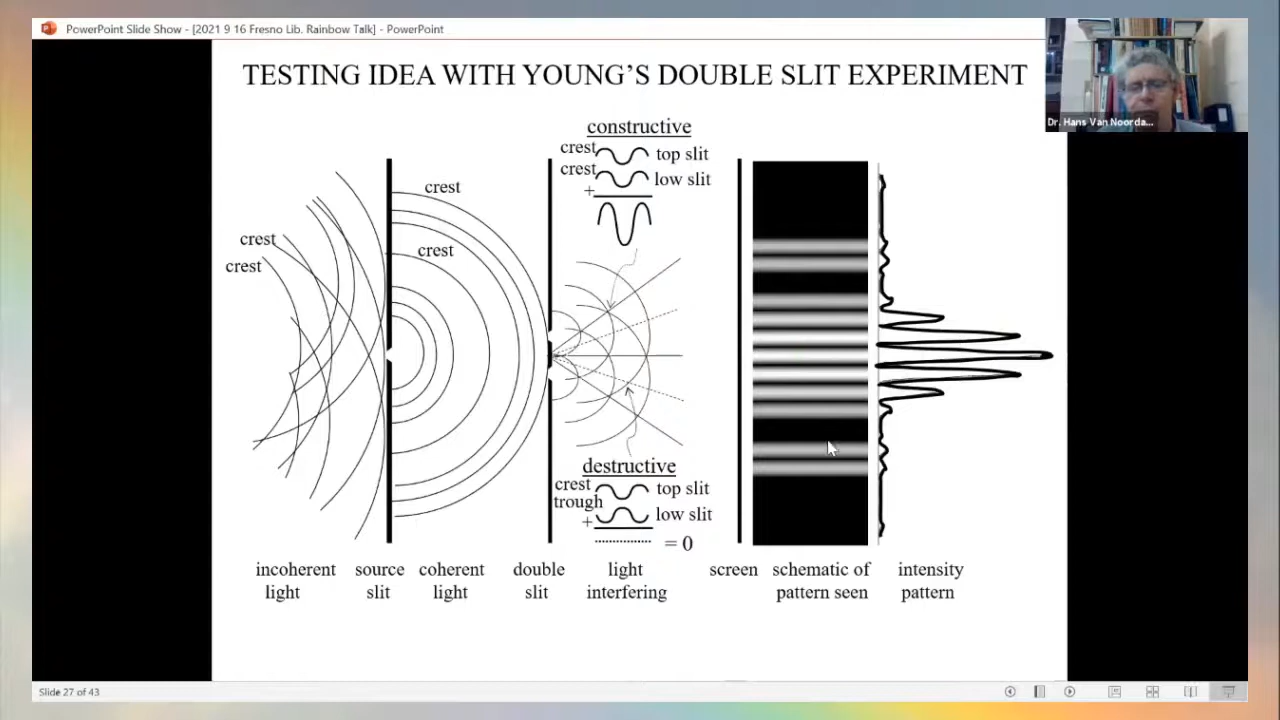 PowerPoint Slide Show - [2021 9 16 Fresno Lib. Rainbow Talk] - PowerPoint
Dr. Hans Van Noorda...
TESTING IDEA WITH YOUNG'S DOUBLE SLIT EXPERIMENT
constructive
crest top slit
crest low slit
+
crest
crest
crest
crest
destructive
crest top slit
trough low slit
+
= 0
incoherent light
source slit
coherent light
double slit
light interfering
screen
schematic of pattern seen
intensity pattern
Slide 27 of 43